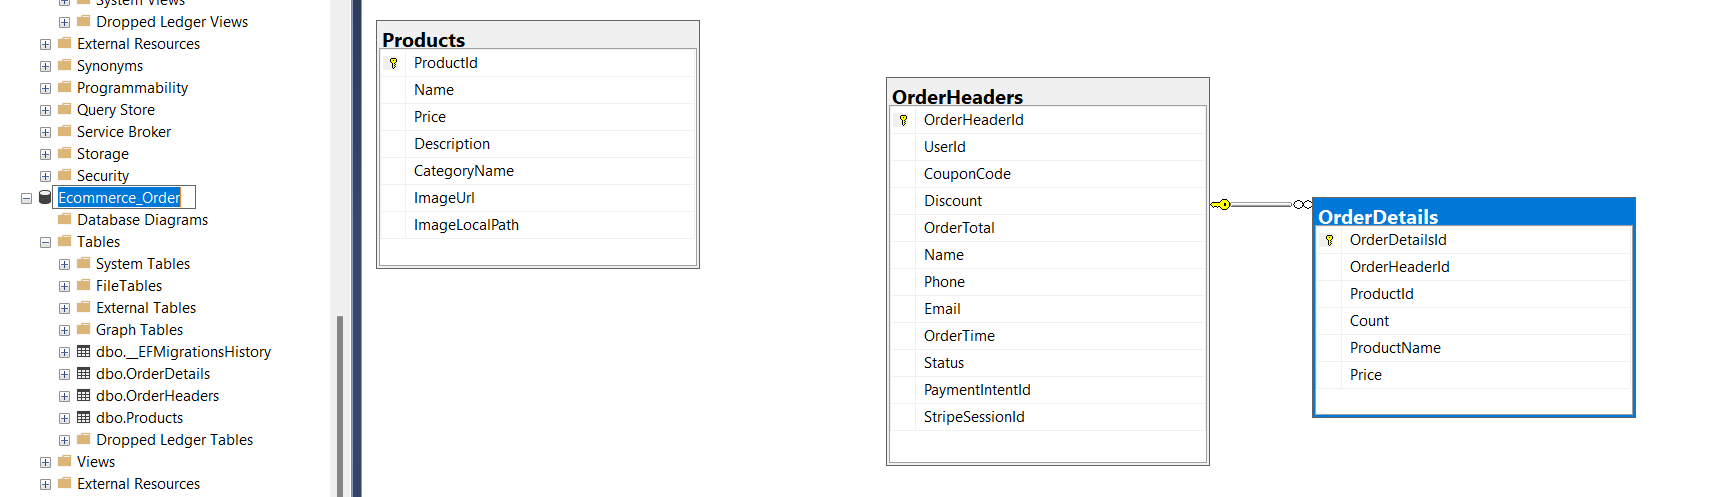 System Views
Dropped Ledger Views
External Resources
Synonyms
Programmability
Query Store
Service Broker
Storage
Security
Ecommerce_Order
Database Diagrams
Tables
System Tables
FileTables
External Tables
Graph Tables
dbo.__EFMigrationsHistory
dbo.OrderDetails
dbo.OrderHeaders
dbo.Products
Dropped Ledger Tables
Views
External Resources
Products
ProductId
Name
Price
Description
CategoryName
ImageUrl
ImageLocalPath
OrderHeaders
OrderHeaderId
UserId
CouponCode
Discount
OrderTotal
Name
Phone
Email
OrderTime
Status
PaymentIntentId
StripeSessionId
OrderDetails
OrderDetailsId
OrderHeaderId
ProductId
Count
ProductName
Price